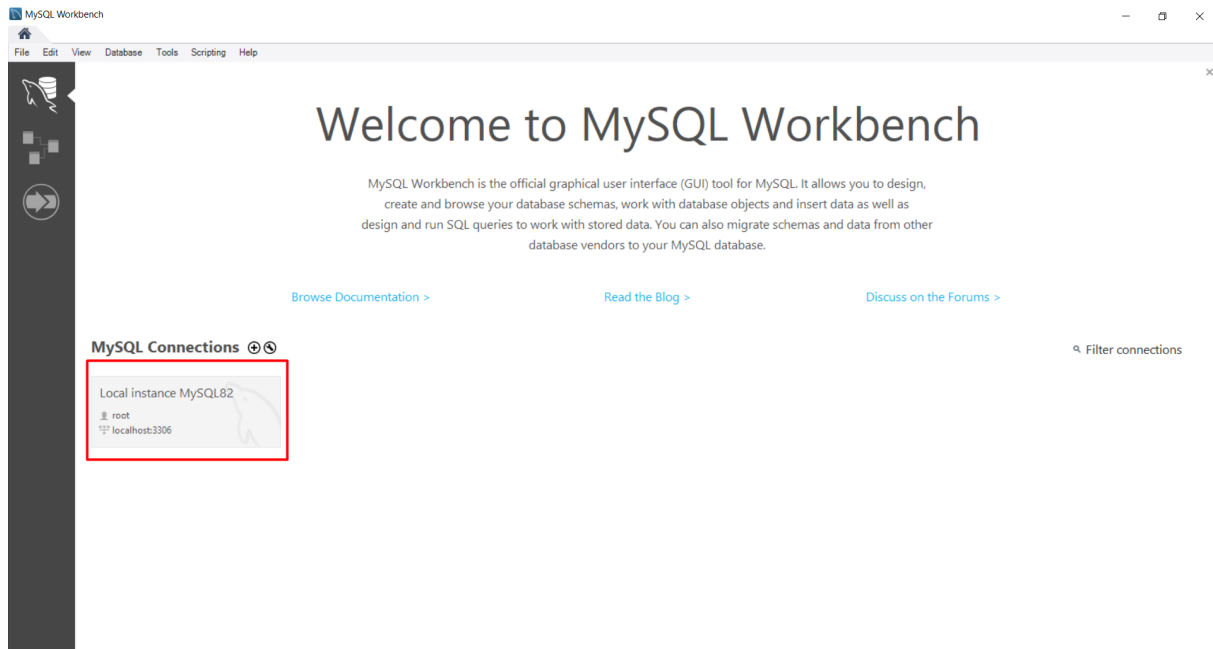 MySQL Workbench
File Edit View Database Tools Scripting Help
Welcome to MySQL Workbench
MySQL Workbench is the official graphical user interface (GUI) tool for MySQL. It allows you to design,
create and browse your database schemas, work with database objects and insert data as well as
design and run SQL queries to work with stored data. You can also migrate schemas and data from other
database vendors to your MySQL database.
Browse Documentation > Read the Blog > Discuss on the Forums >
MySQL Connections
Filter connections
Local instance MySQL82
root
localhost:3306